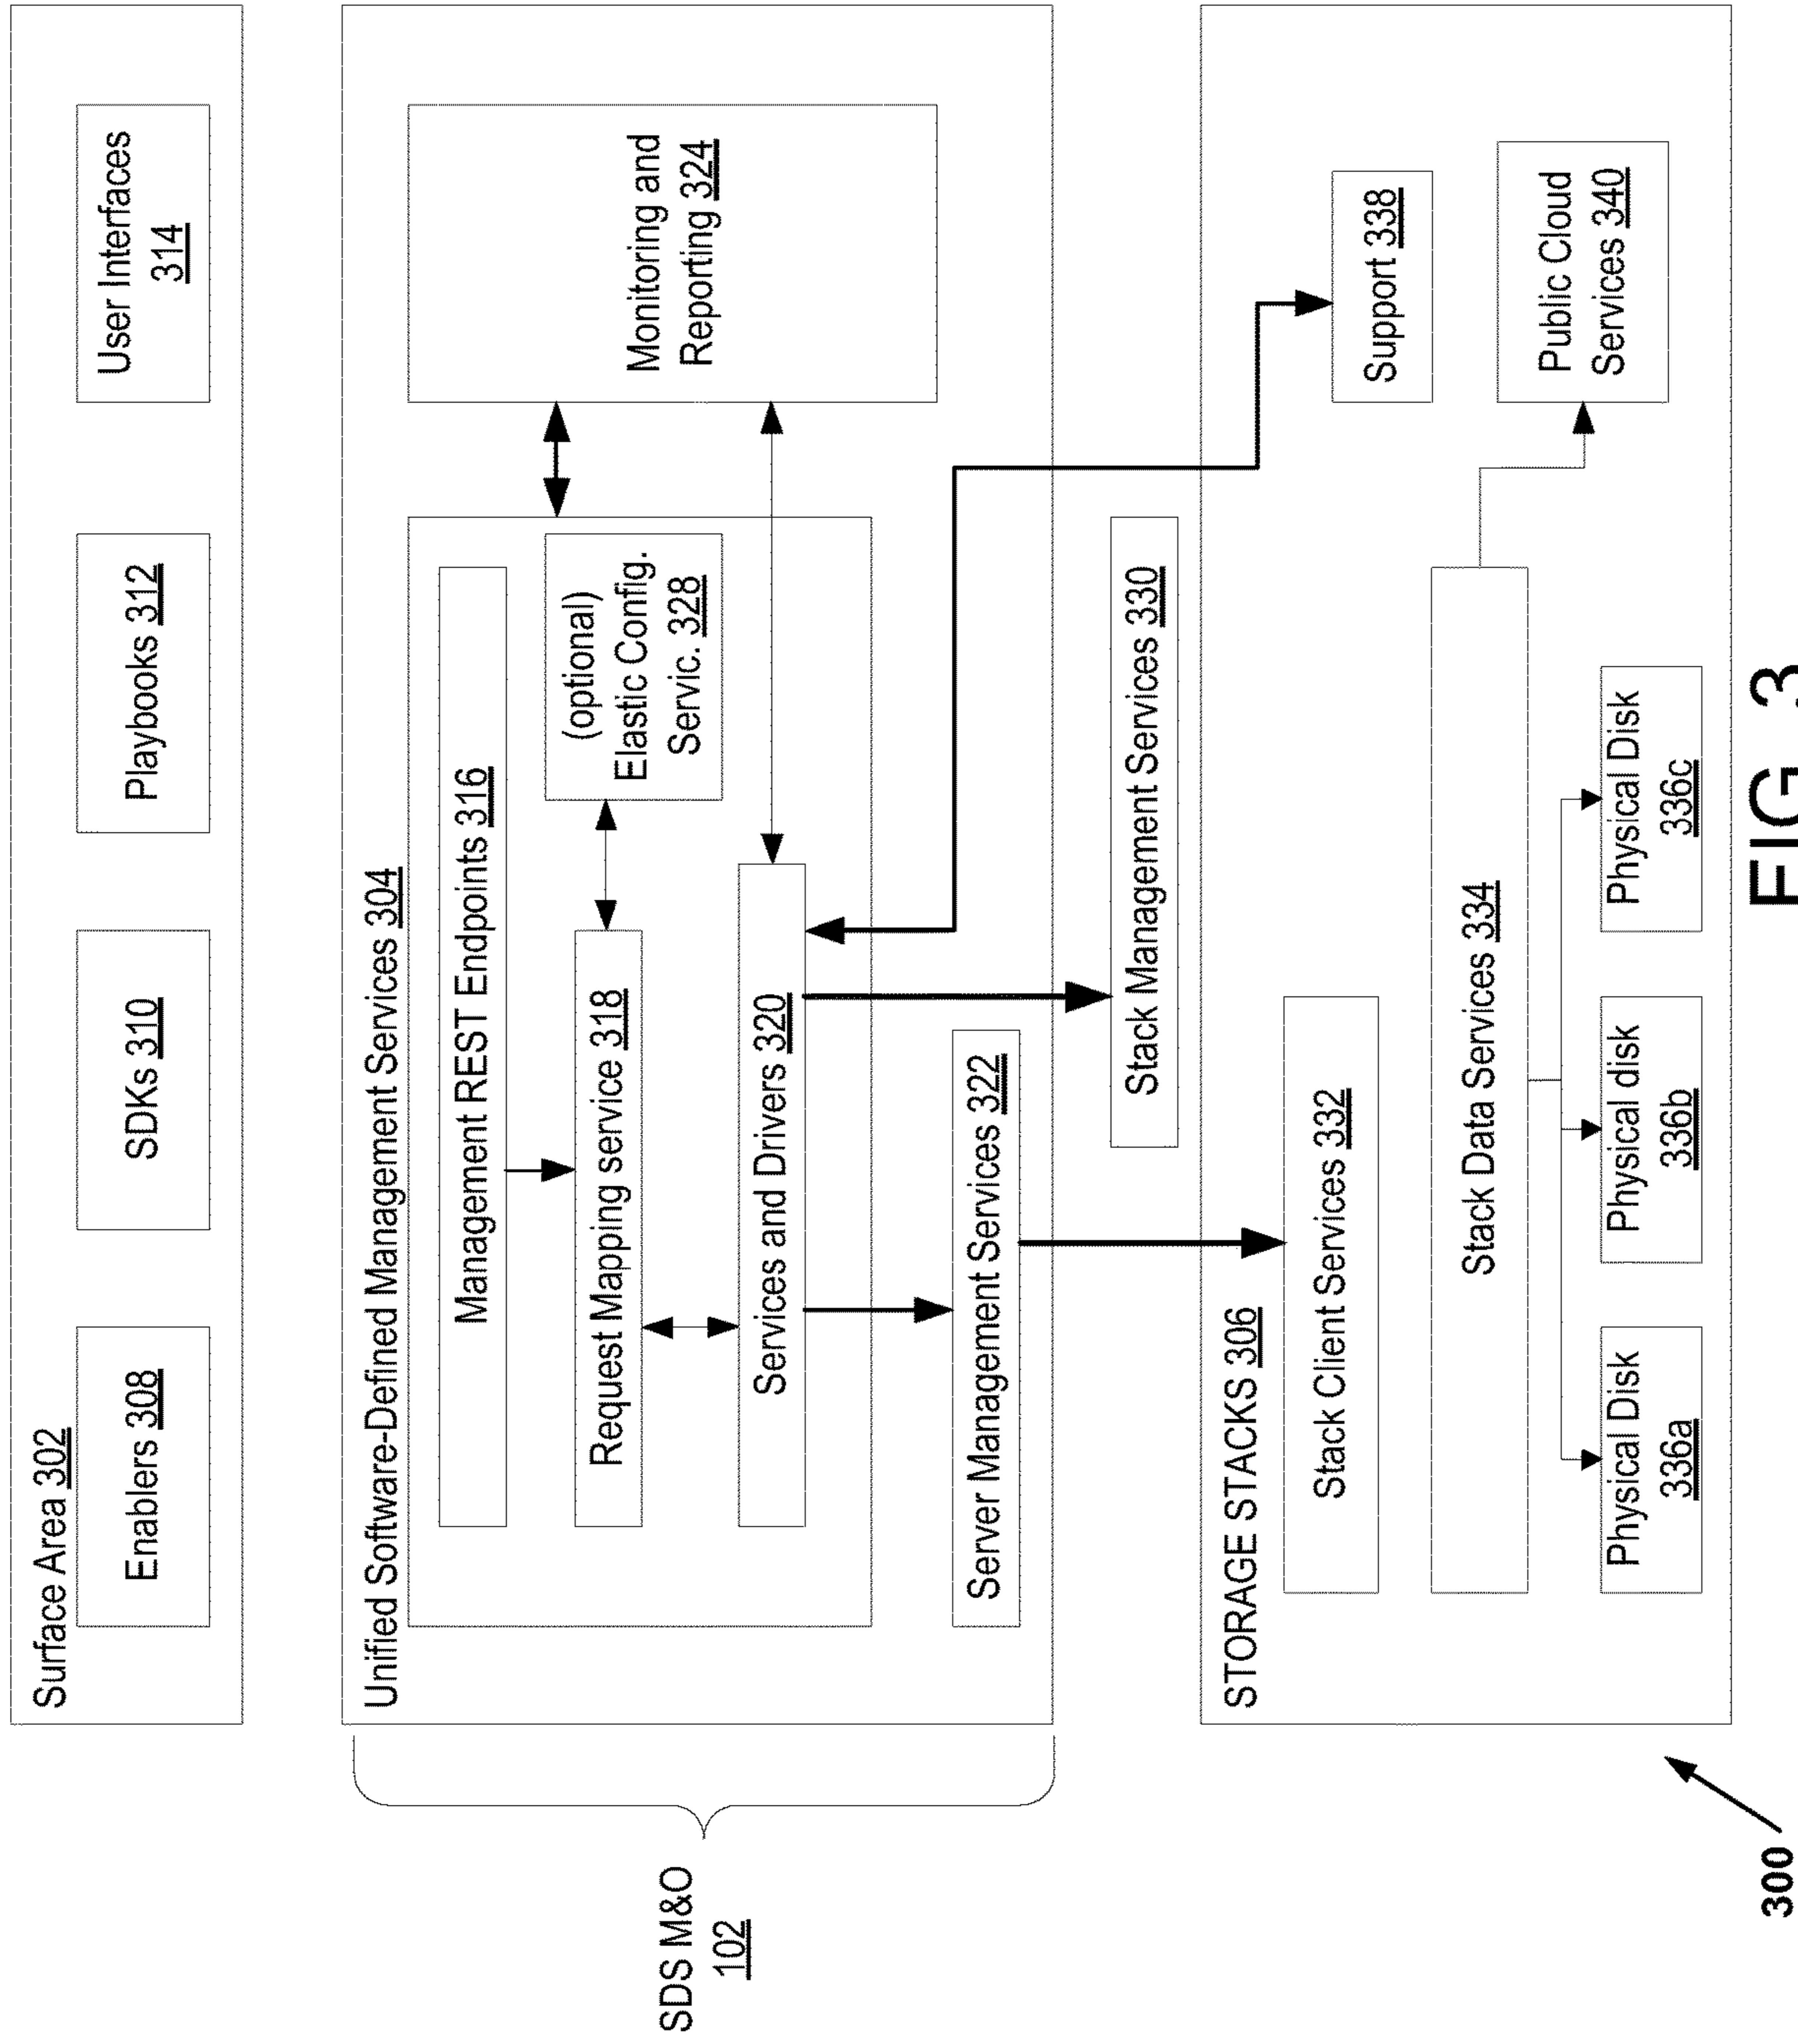 Surface Area 302
Enablers 308
SDKs 310
Playbooks 312
User Interfaces
314
SDS M&O
102
Unified Software-Defined Management Services 304
Management REST Endpoints 316
Request Mapping service 318
(optional)
Elastic Config.
Servic. 328
Services and Drivers 320
Monitoring and
Reporting 324
Server Management Services 322
Stack Management Services 330
STORAGE STACKS 306
Stack Client Services 332
Support 338
Stack Data Services 334
Public Cloud
Services 340
Physical Disk
336a
Physical disk
336b
Physical Disk
336c
300
FIG. 3